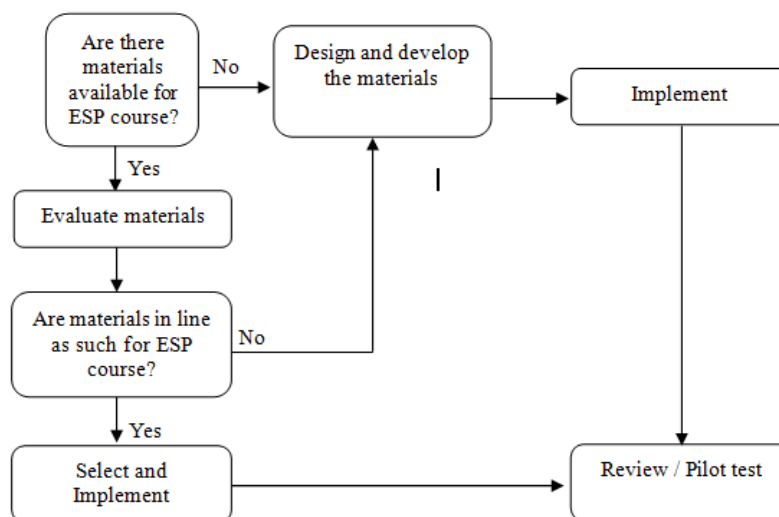 Are there
materials
available for
ESP course?
No
Design and develop
the materials
Implement
Yes
Evaluate materials
Are materials in line
as such for ESP
course?
No
Yes
Select and
Implement
Review / Pilot test